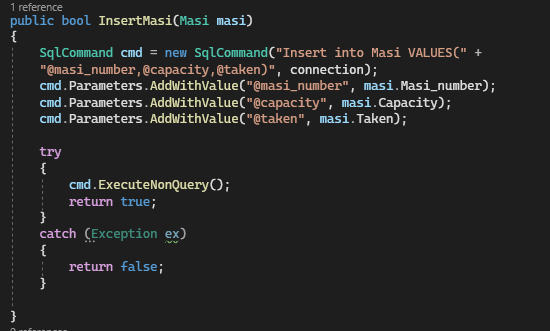 1 reference
public bool InsertMasi(Masi masi)
{
SqlCommand cmd = new SqlCommand("Insert into Masi VALUES(" +
"@masi_number,@capacity,@taken)", connection);
cmd.Parameters.AddWithValue("@masi_number", masi.Masi_number);
cmd.Parameters.AddWithValue("@capacity", masi.Capacity);
cmd.Parameters.AddWithValue("@taken", masi.Taken);
try
{
cmd.ExecuteNonQuery();
return true;
}
catch (Exception ex)
{
return false;
}
}